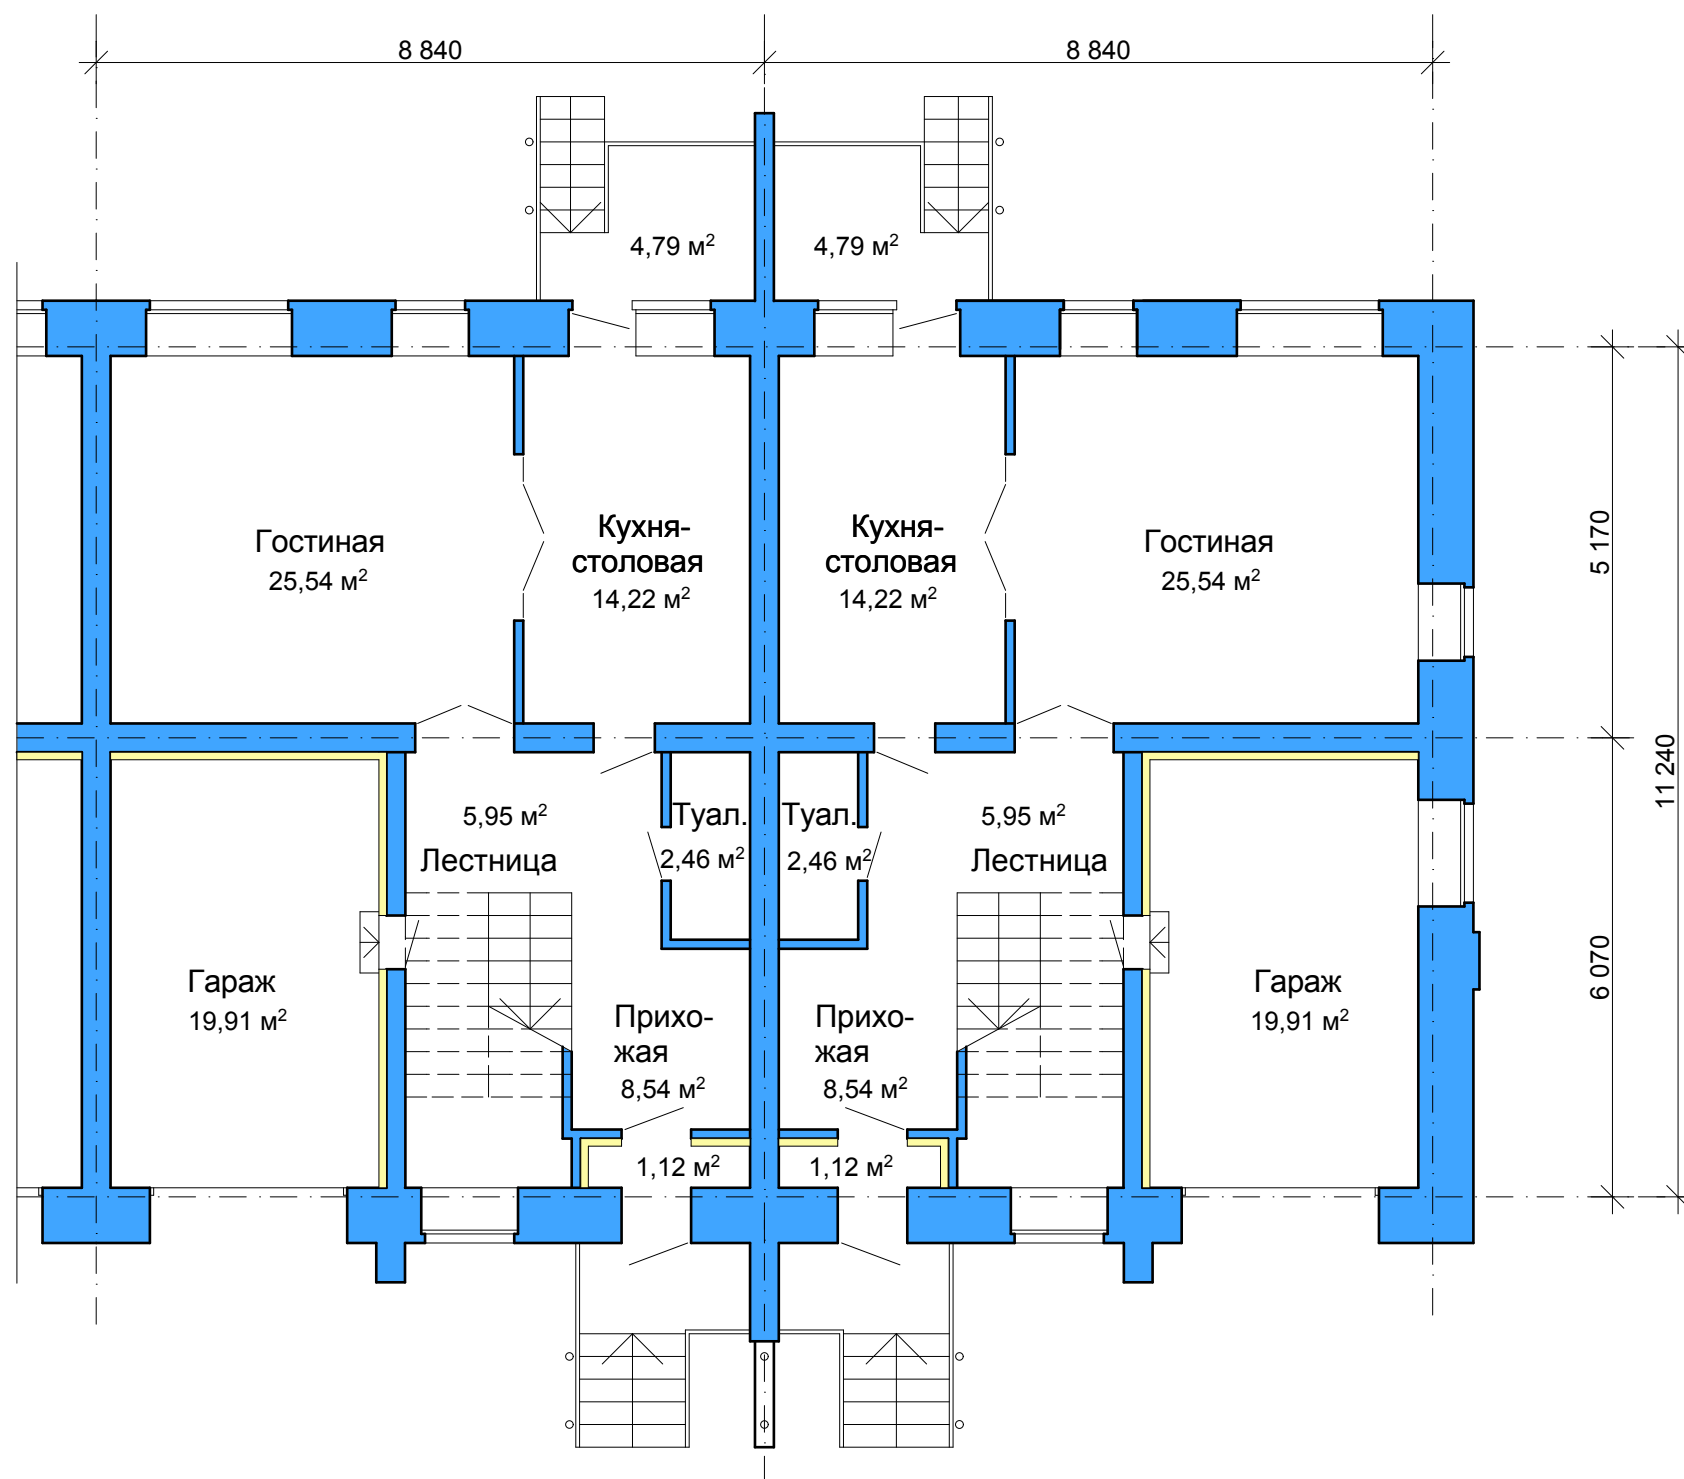 8 840
8 840
4,79 м²
4,79 м²
Гостиная
25,54 м²
Кухня-
столовая
14,22 м²
Кухня-
столовая
14,22 м²
Гостиная
25,54 м²
5 170
11 240
6 070
5,95 м²
Лестница
Туал.
2,46 м²
Туал.
2,46 м²
5,95 м²
Лестница
Гараж
19,91 м²
Прихо-
жая
8,54 м²
Прихо-
жая
8,54 м²
Гараж
19,91 м²
1,12 м²
1,12 м²